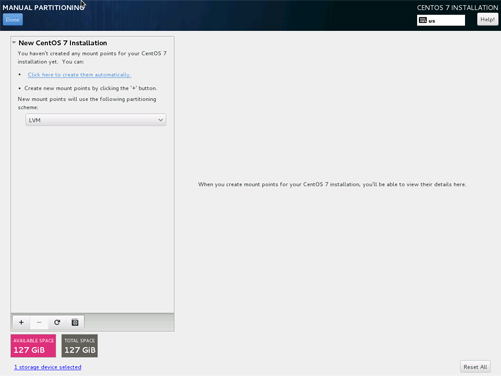 MANUAL PARTITIONING
CENTOS 7 INSTALLATION
Done
us
Help!
New CentOS 7 Installation
You haven't created any mount points for your CentOS 7
installation yet. You can:
• Click here to create them automatically.
• Create new mount points by clicking the '+' button.
New mount points will use the following partitioning
scheme:
LVM
When you create mount points for your CentOS 7 installation, you'll be able to view their details here.
+ −
AVAILABLE SPACE
127 GiB
TOTAL SPACE
127 GiB
1 storage device selected
Reset All